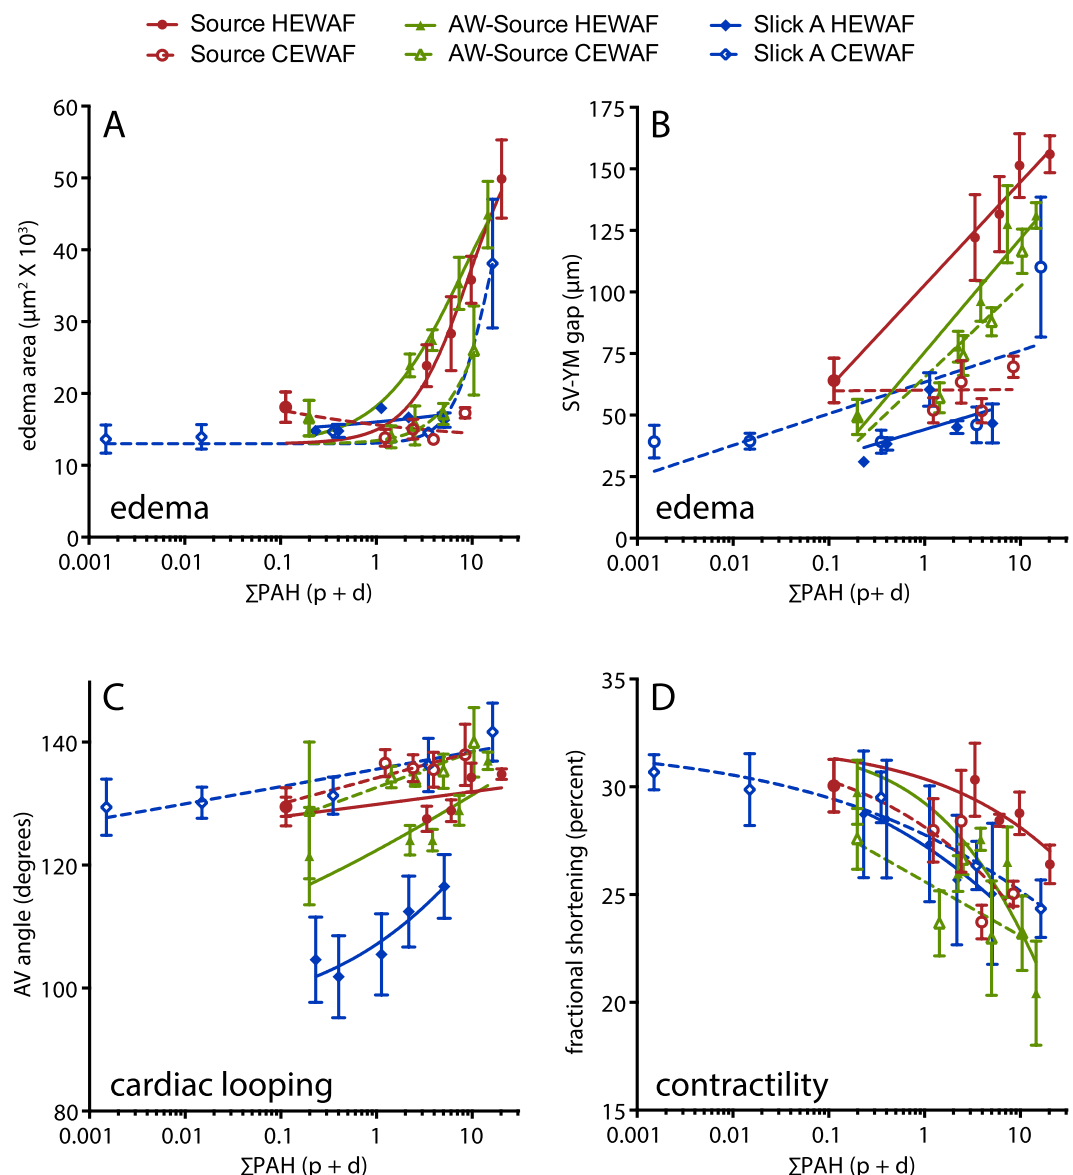 Source HEWAF AW-Source HEWAF Slick A HEWAF
Source CEWAF AW-Source CEWAF Slick A CEWAF
A
60
50
40
30
20
10
0
edema area (µm² X 10³)
edema
0.001 0.01 0.1 1 10
∑PAH (p + d)
B
175
150
125
100
75
50
25
0
SV-YM gap (µm)
edema
0.001 0.01 0.1 1 10
∑PAH (p+ d)
C
140
120
100
80
AV angle (degrees)
cardiac looping
0.001 0.01 0.1 1 10
∑PAH (p + d)
D
35
30
25
20
15
fractional shortening (percent)
contractility
0.001 0.01 0.1 1 10
∑PAH (p + d)